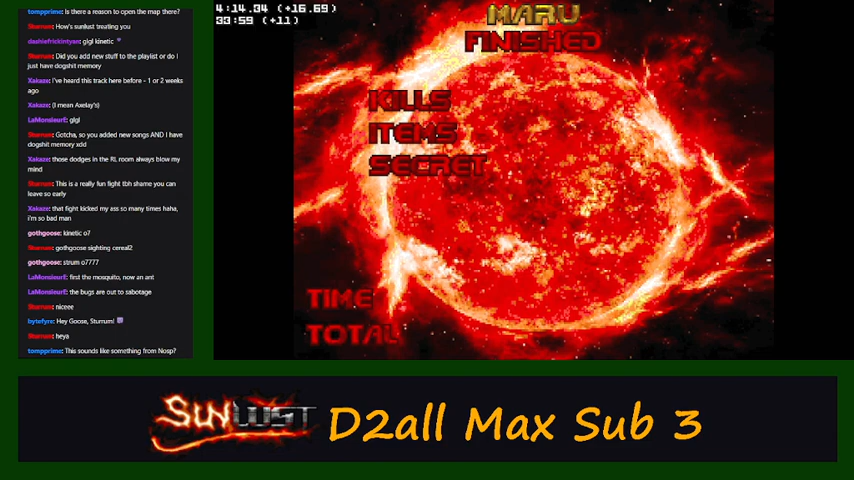 tompprime: Is there a reason to open the map there?
Sturrum: How's sunlust treating you
dashiefrickintyan: glgl kinetic
Sturrum: Did you add new stuff to the playlist or do I
just have dogshit memory
Xakaze: I've heard this track here before - 1 or 2 weeks
ago
Xakaze: (I mean Axelay's)
LaMonsieurE: glgl
Sturrum: Gotcha, so you added new songs AND I have
dogshit memory xdd
Xakaze: those dodges in the RL room always blow my
mind
Sturrum: This is a really fun fight tbh shame you can
leave so early
Xakaze: that fight kicked my ass so many times haha,
i'm so bad man
gothgoose: kinetic o7
Sturrum: gothgoose sighting cereal2
gothgoose: strum o7777
LaMonsieurE: first the mosquito, now an ant
LaMonsieurE: the bugs are out to sabotage
Sturrum: niceee
bytefyre: Hey Goose, Sturrum!
Sturrum: heya
tompprime: This sounds like something from Nosp?
4:14.34 (+16.69)
33:59 (+11)
MARU
FINISHED
KILLS
ITEMS
SECRET
TIME
TOTAL
SUNLUST D2all Max Sub 3